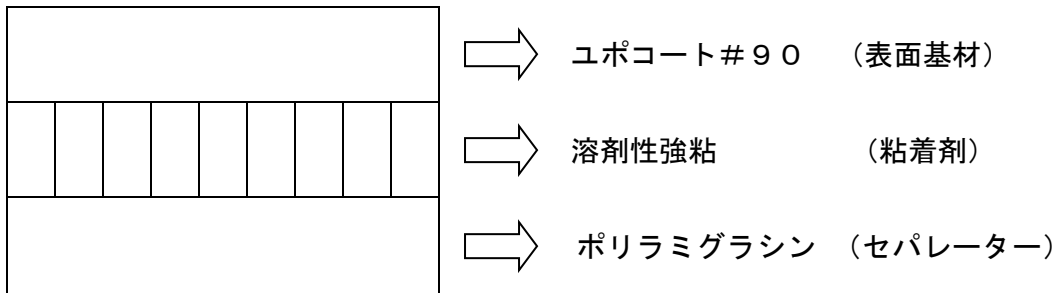 ユポコート＃９０　（表面基材）
溶剤性強粘　（粘着剤）
ポリラミグラシン　（セパレーター）